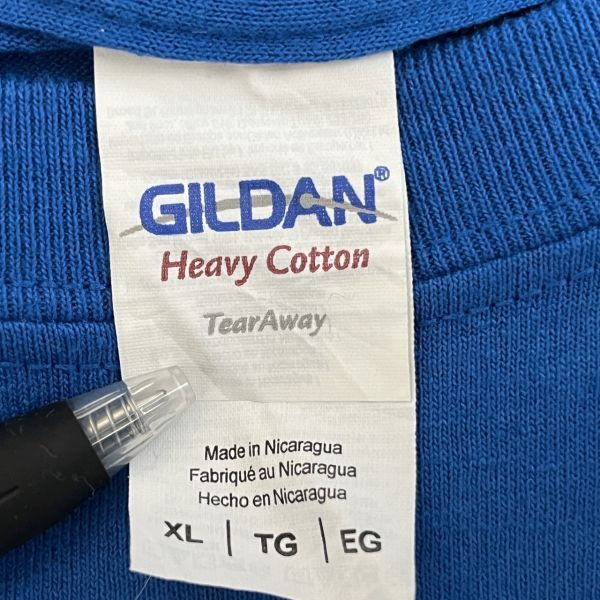 GILDAN®
Heavy Cotton
TearAway
Made in Nicaragua
Fabriqué au Nicaragua
Hecho en Nicaragua
XL | TG | EG